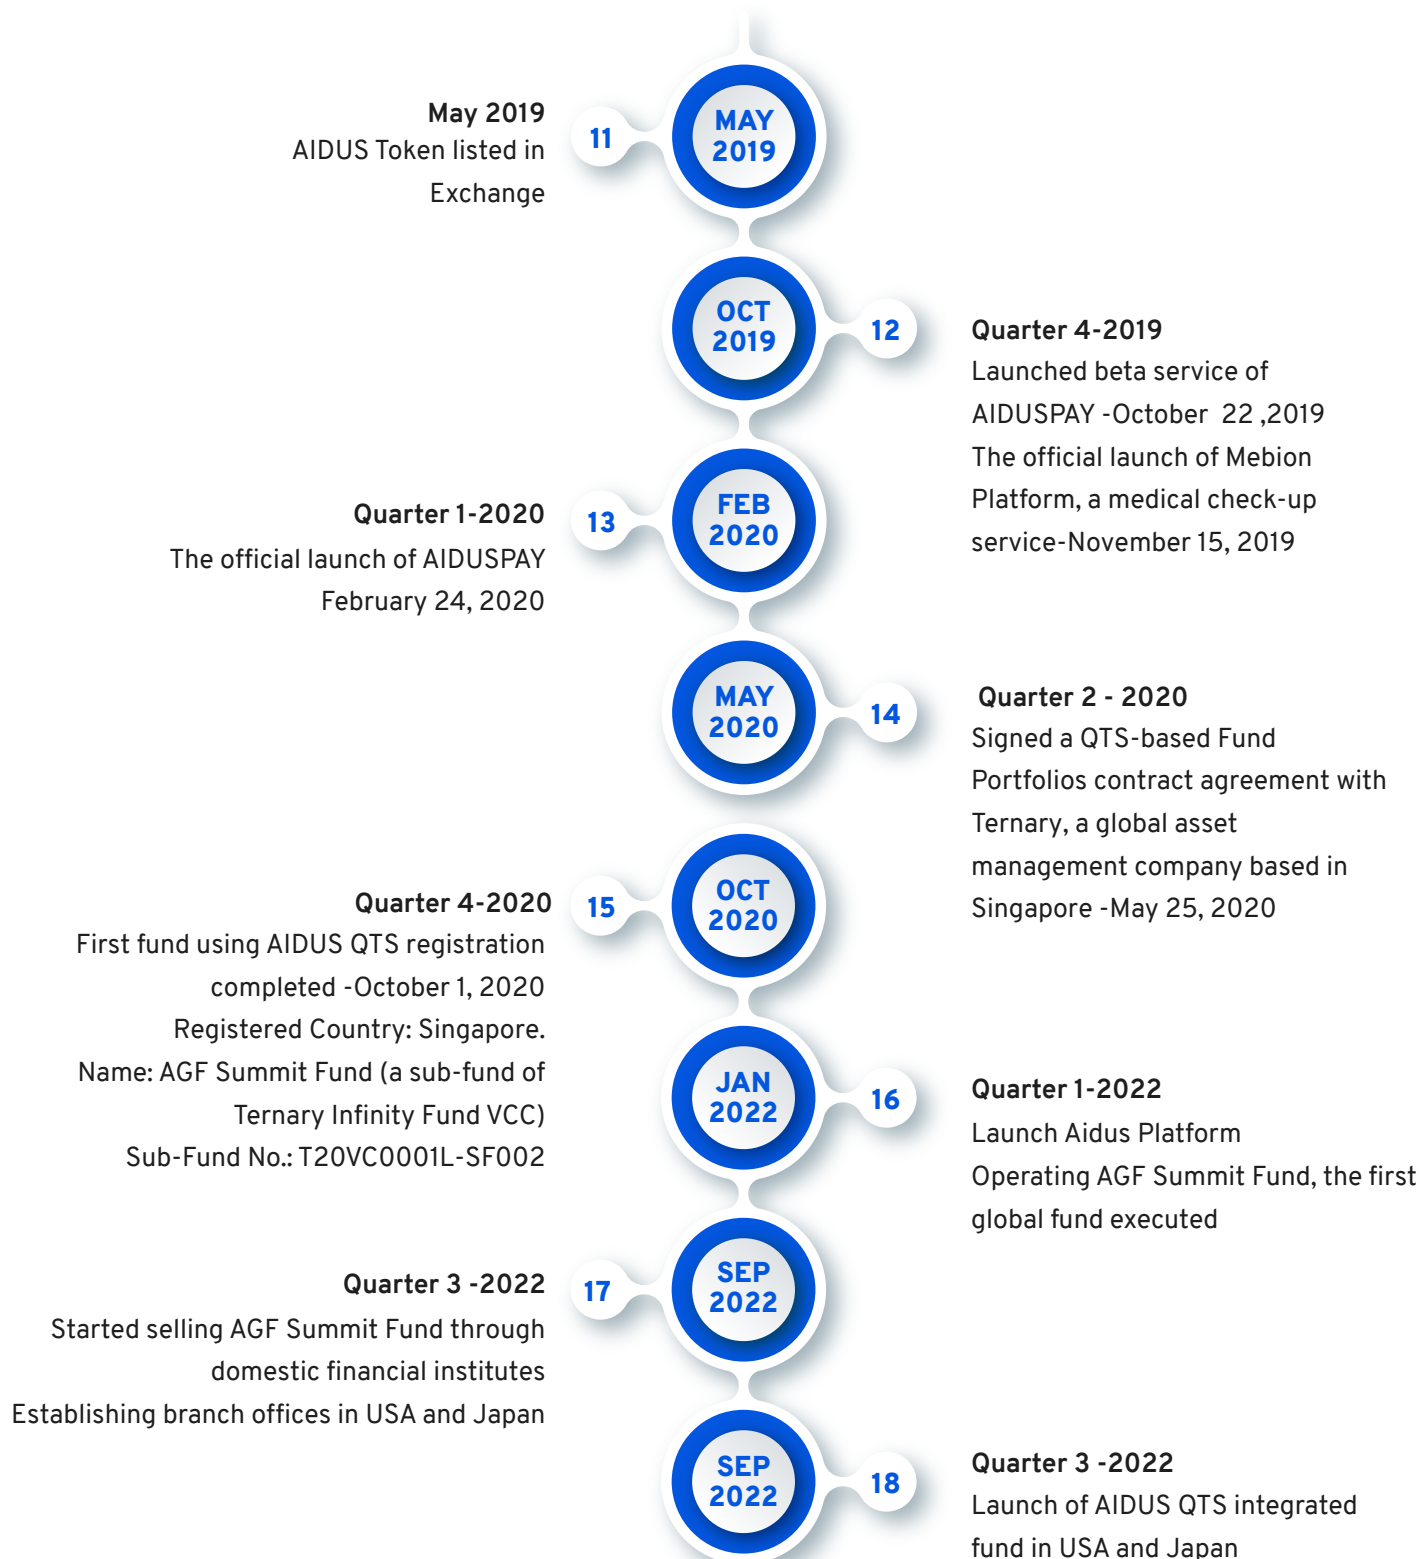 May 2019
AIDUS Token listed in
Exchange
11
MAY
2019
OCT
2019
12
Quarter 4-2019
Launched beta service of
AIDUSPAY -October  22 ,2019
The official launch of Mebion
Platform, a medical check-up
service-November 15, 2019
Quarter 1-2020
The official launch of AIDUSPAY
February 24, 2020
13
FEB
2020
MAY
2020
14
Quarter 2 - 2020
Signed a QTS-based Fund
Portfolios contract agreement with
Ternary, a global asset
management company based in
Singapore -May 25, 2020
Quarter 4-2020
First fund using AIDUS QTS registration
completed -October 1, 2020
Registered Country: Singapore.
Name: AGF Summit Fund (a sub-fund of
Ternary Infinity Fund VCC)
Sub-Fund No.: T20VC0001L-SF002
15
OCT
2020
JAN
2022
16
Quarter 1-2022
Launch Aidus Platform
Operating AGF Summit Fund, the first
global fund executed
Quarter 3 -2022
Started selling AGF Summit Fund through
domestic financial institutes
Establishing branch offices in USA and Japan
17
SEP
2022
SEP
2022
18
Quarter 3 -2022
Launch of AIDUS QTS integrated
fund in USA and Japan